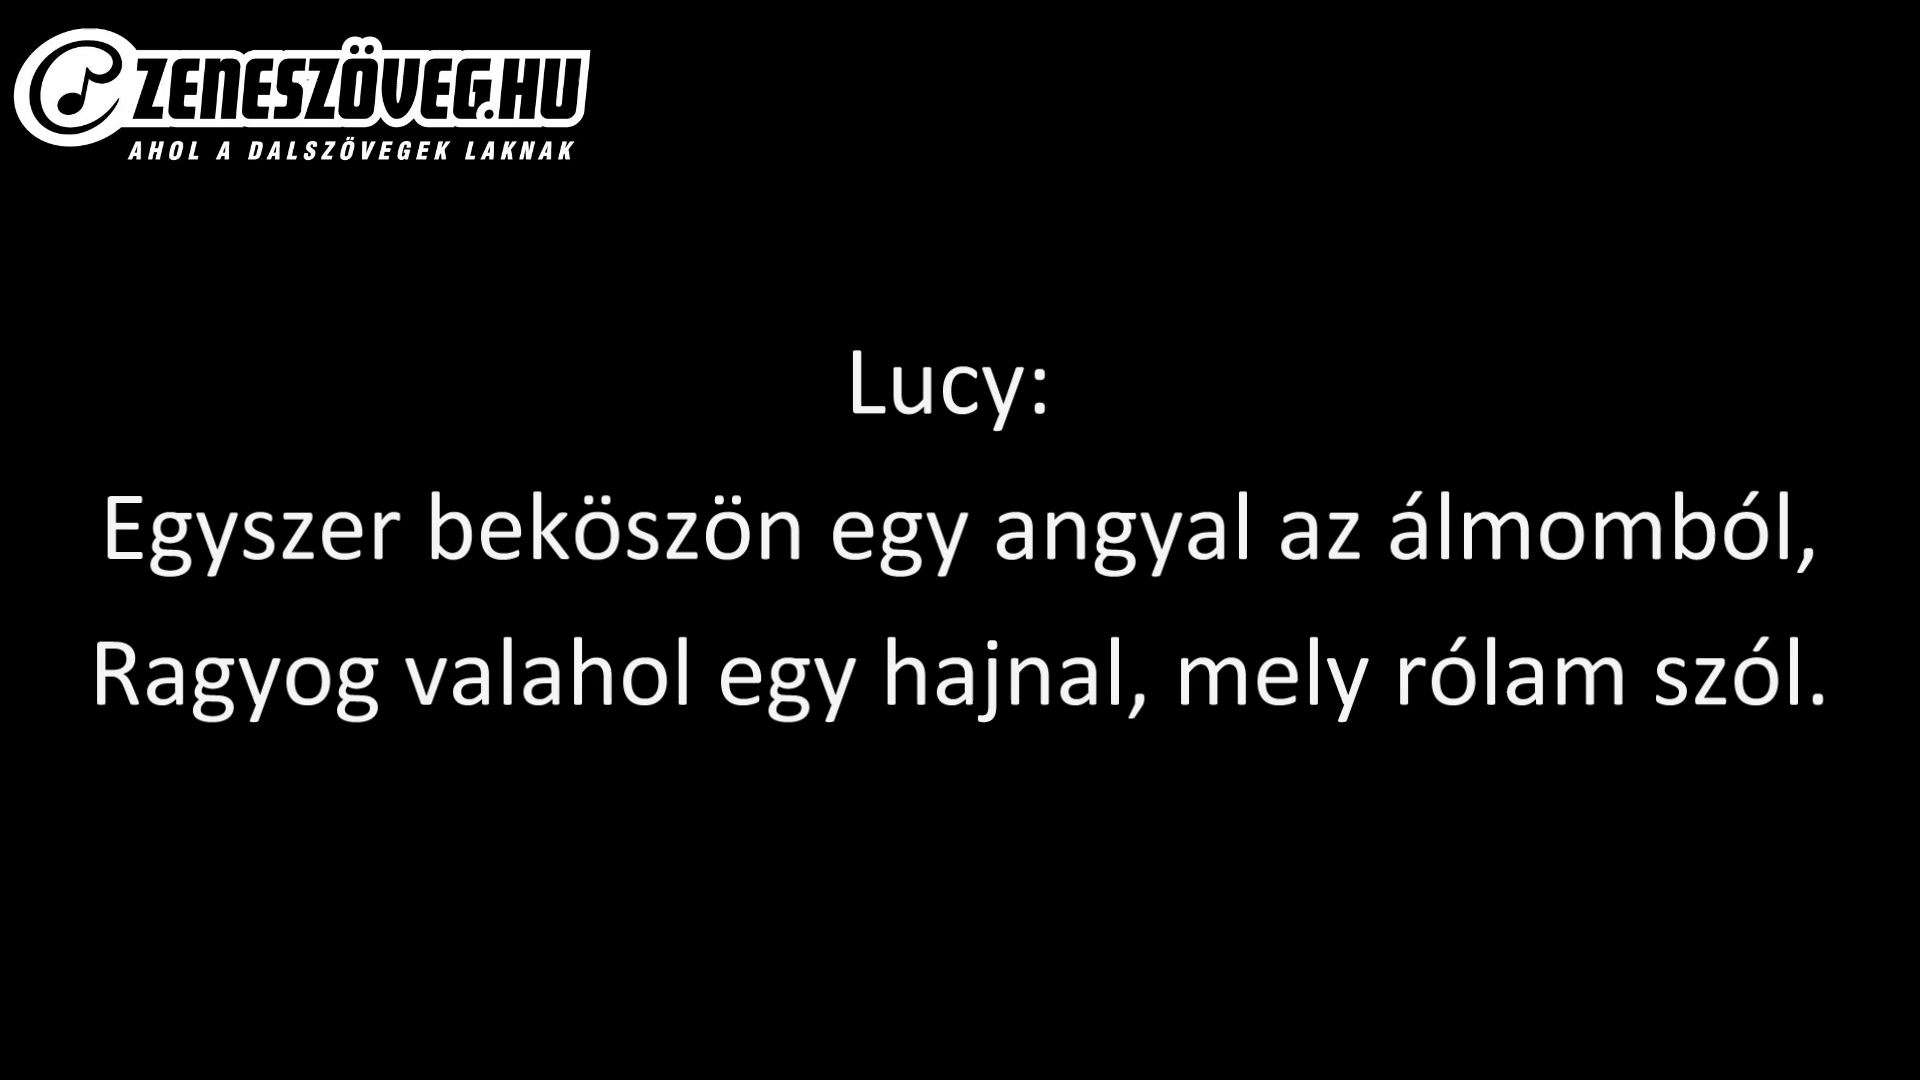 ZENESZÖVEG.HU
AHOL A DALSZÖVEGEK LAKNAK
Lucy:
Egyszer beköszön egy angyal az álmomból,
Ragyog valahol egy hajnal, mely rólam szól.